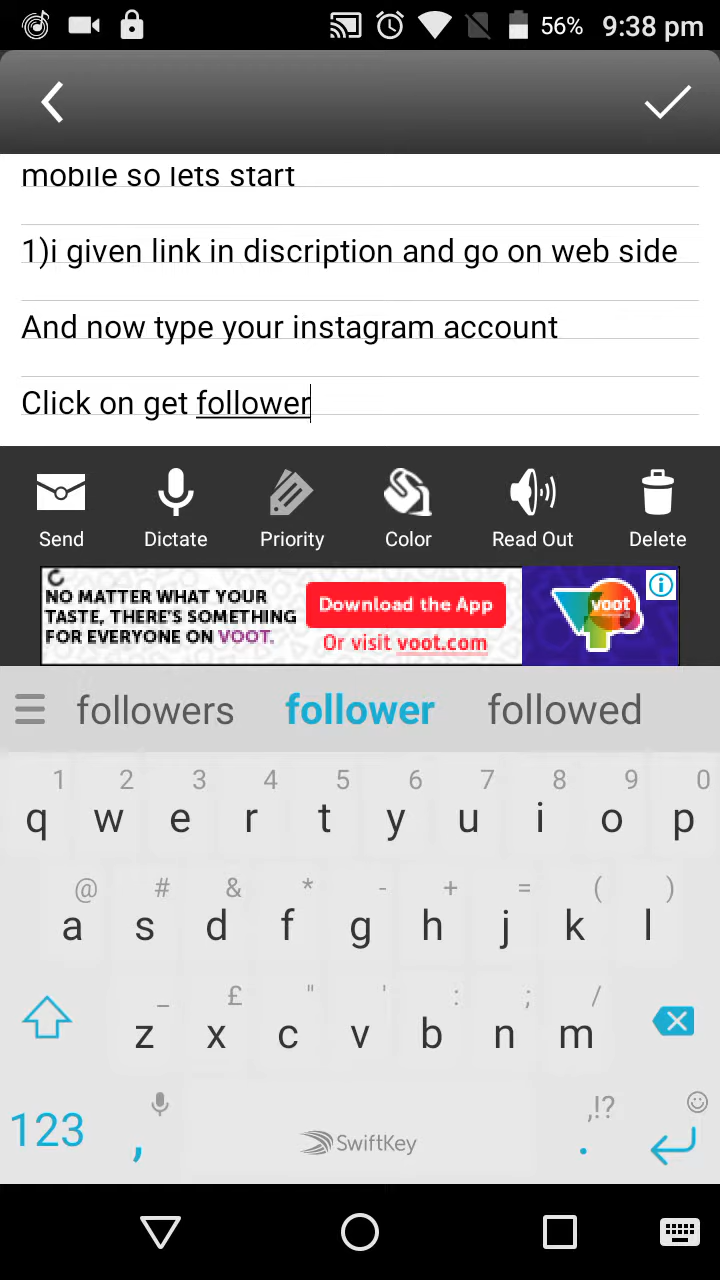 56% 9:38 pm
mobile so lets start
1)i given link in discription and go on web side
And now type your instagram account
Click on get follower
Send Dictate Priority Color Read Out Delete
NO MATTER WHAT YOUR
TASTE, THERE'S SOMETHING
FOR EVERYONE ON VOOT.
Download the App
Or visit voot.com
voot
followers follower followed
1 2 3 4 5 6 7 8 9 0
q w e r t y u i o p
@ # & * - + = ( )
a s d f g h j k l
_ £ " ' : ; /
z x c v b n m
,!?
123 , SwiftKey .